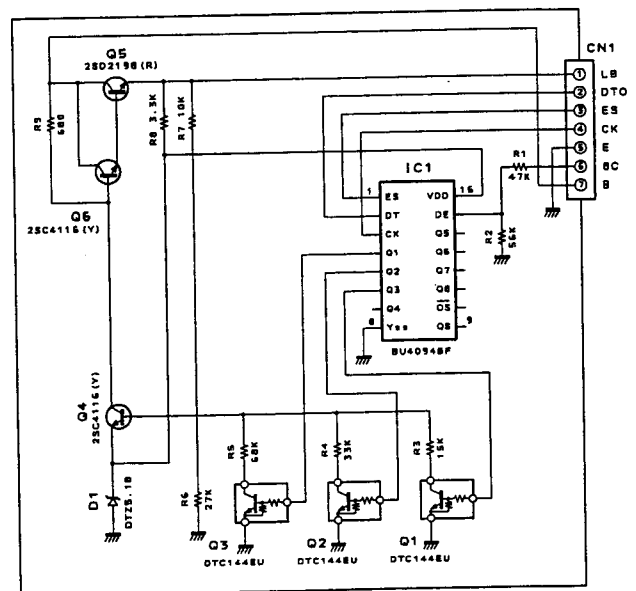 CN1
Q5
2SD2198 (R)
1 LB
2 DTO
3 ES
4 CK
5 E
6 BC
7 B
R9
680
R8 3.3K
R7 10K
R1
47K
R2
56K
Q6
2SC4116 (Y)
IC1
1 ES VDD 16
DT OE
CK Q5
Q1 Q6
Q2 Q7
Q3 Q8
Q4 OS
8 Vss QS 9
BU4094BF
Q4
2SC4116 (Y)
R5
68K
R4
33K
R3
15K
D1
DTZ5.1B
R6
27K
Q3
DTC144EU
Q2
DTC144EU
Q1
DTC144EU